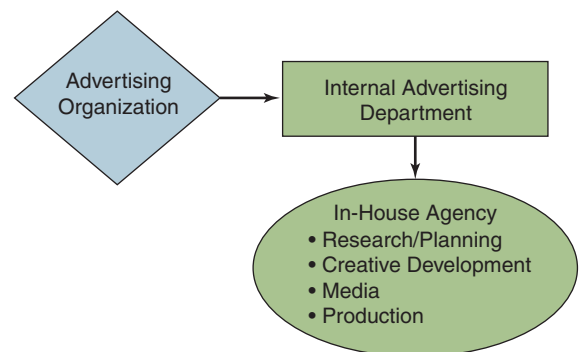 Advertising
Organization
Internal Advertising
Department
In-House Agency
• Research/Planning
• Creative Development
• Media
• Production